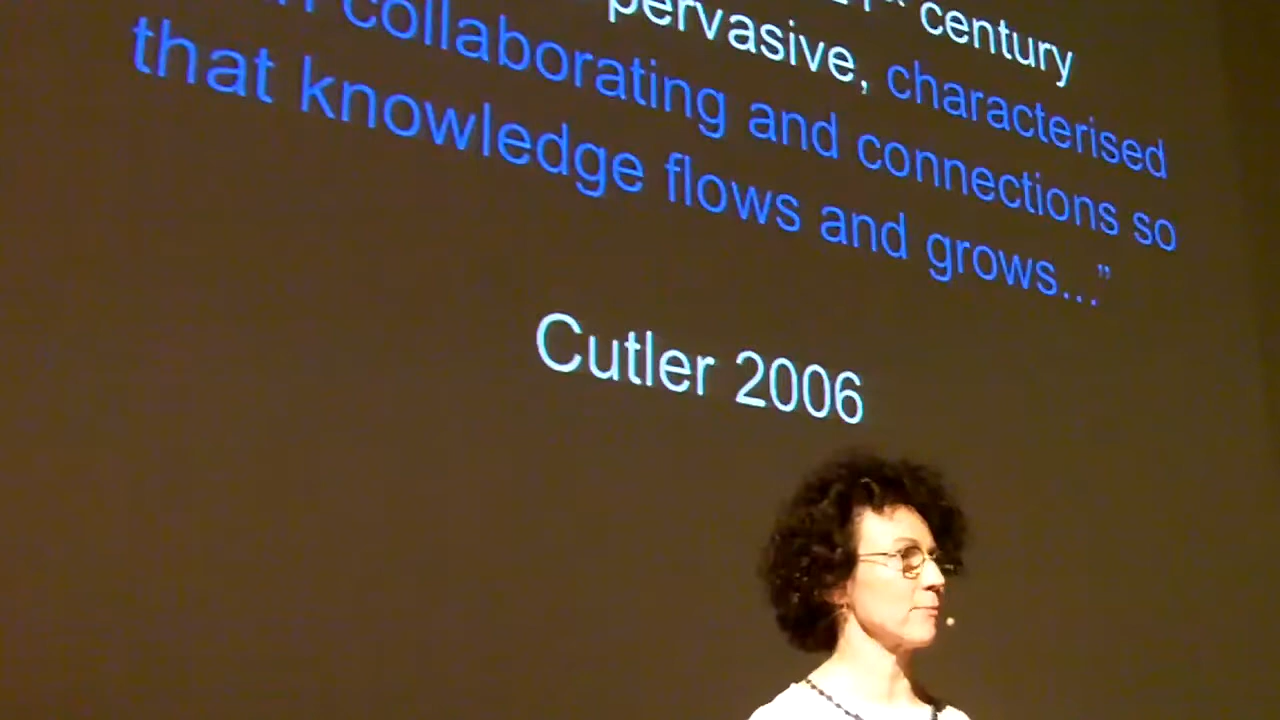 century
pervasive, characterised
collaborating and connections so
that knowledge flows and grows...”
Cutler 2006